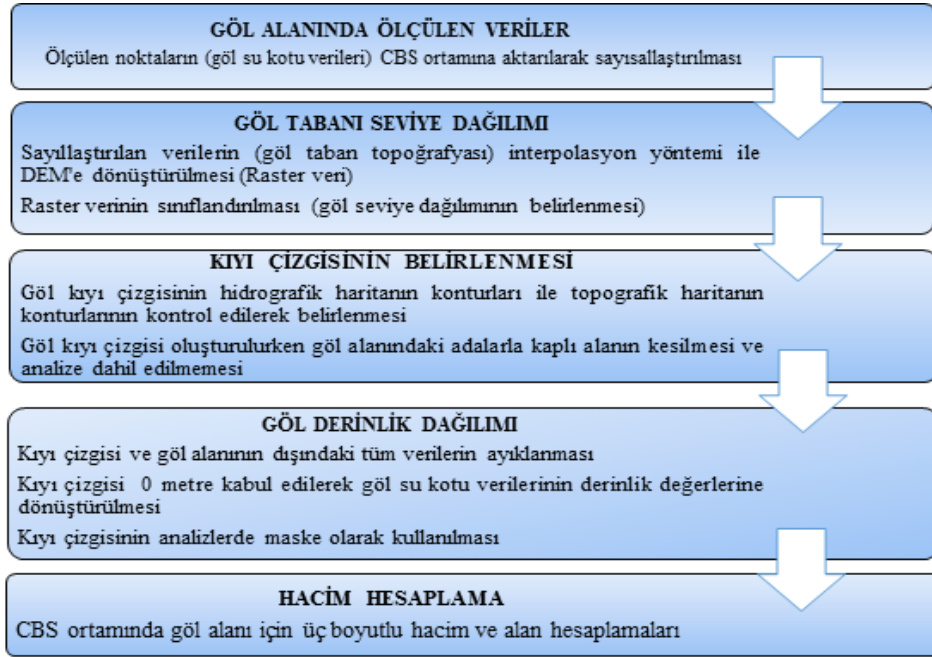 GÖL ALANINDA ÖLÇÜLEN VERİLER
Ölçülen noktaların (göl su kotu verileri) CBS ortamına aktarılarak sayısallaştırılması
GÖL TABANI SEVİYE DAĞILIMI
Sayıllaştırılan verilerin (göl taban topoğrafyası) interpolasyon yöntemi ile
DEM'e dönüştürülmesi (Raster veri)
Raster verinin sınıflandırılması (göl seviye dağılımının belirlenmesi)
KIYI ÇİZGİSİNİN BELİRLENMESİ
Göl kıyı çizgisinin hidrografik haritanın konturları ile topografik haritanın
konturlarının kontrol edilerek belirlenmesi
Göl kıyı çizgisi oluşturulurken göl alanındaki adalarla kaplı alanın kesilmesi ve
analize dahil edilmemesi
GÖL DERİNLİK DAĞILIMI
Kıyı çizgisi ve göl alanının dışındaki tüm verilerin ayıklanması
Kıyı çizgisi 0 metre kabul edilerek göl su kotu verilerinin derinlik değerlerine
dönüştürülmesi
Kıyı çizgisinin analizlerde maske olarak kullanılması
HACİM HESAPLAMA
CBS ortamında göl alanı için üç boyutlu hacim ve alan hesaplamaları